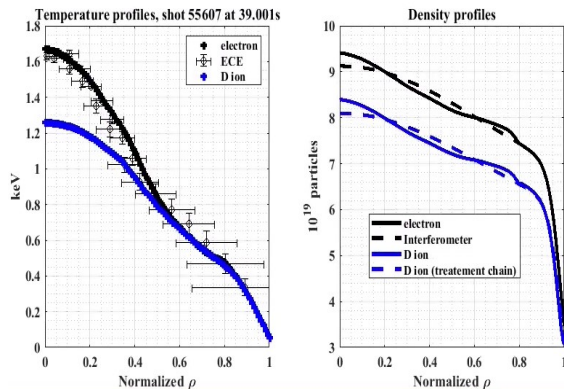 Temperature profiles, shot 55607 at 39.001s
1.8
1.6
1.4
1.2
1
0.8
0.6
0.4
0.2
0
keV
electron
ECE
D ion
0 0.2 0.4 0.6 0.8 1
Normalized ρ
Density profiles
10
9
8
7
6
5
4
3
10^19 particles
electron
Interferometer
D ion
D ion (treatement chain)
0 0.2 0.4 0.6 0.8 1
Normalized ρ